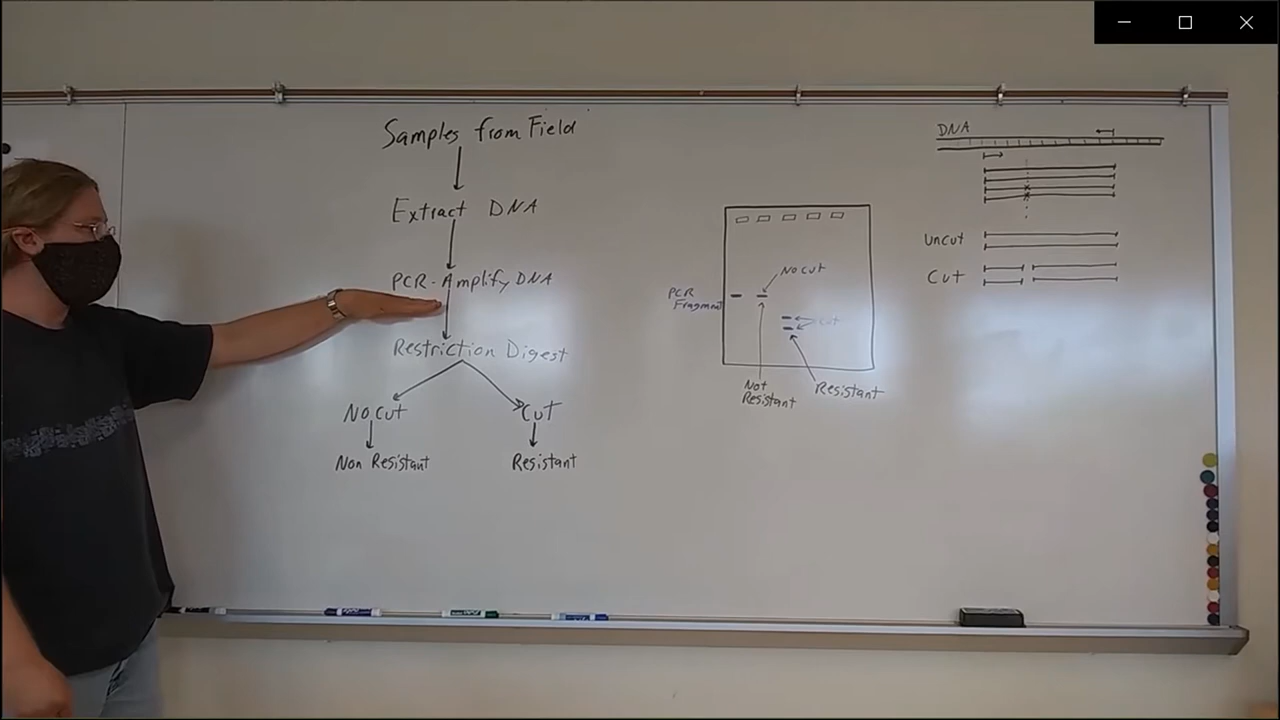 Samples from Field
Extract DNA
PCR-Amplify DNA
Restriction Digest
No Cut
Cut
Non Resistant
Resistant
No Cut
PCR
Fragment
Cut
Not
Resistant
Resistant
DNA
Uncut
Cut